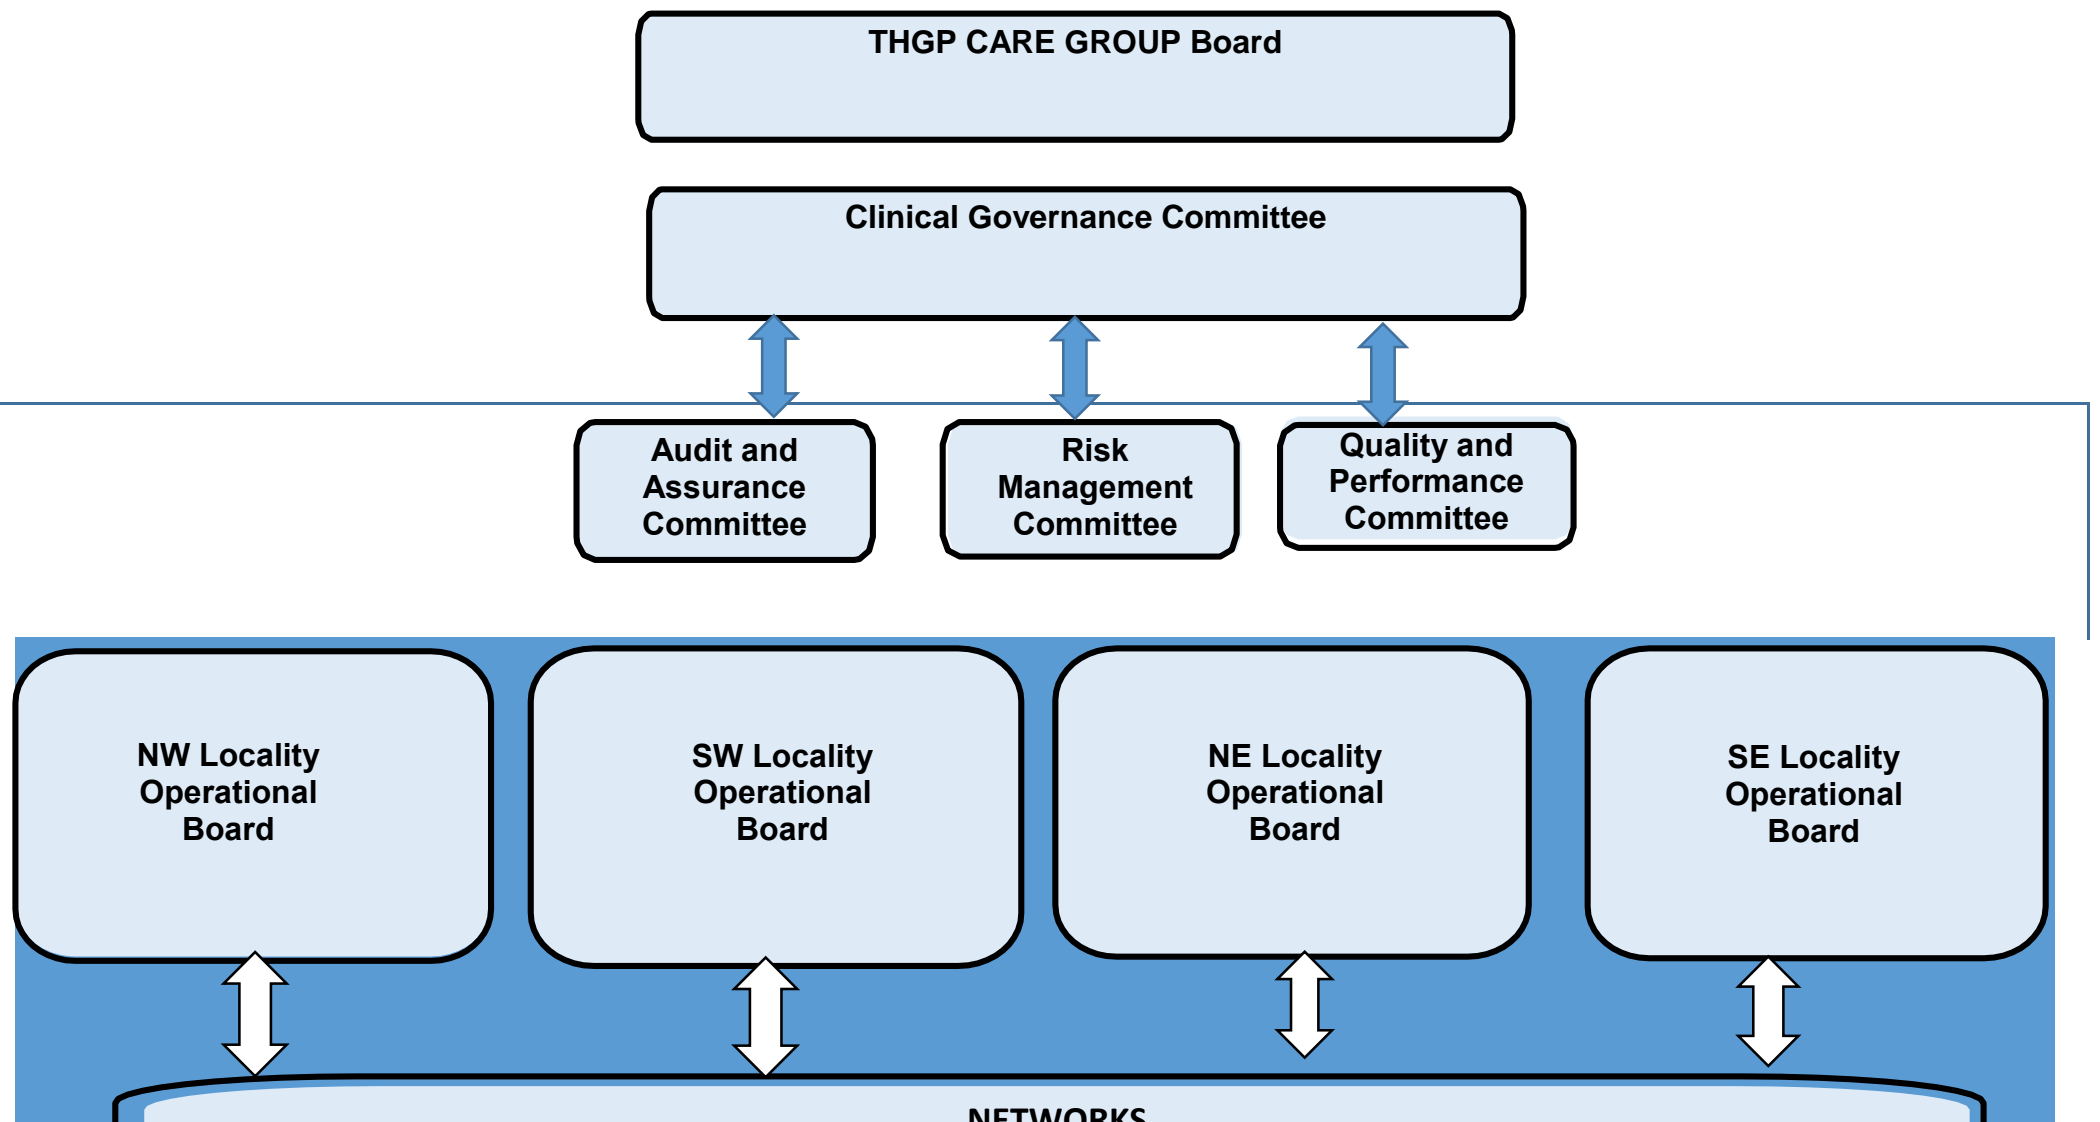 THGP CARE GROUP Board
Clinical Governance Committee
Audit and
Assurance
Committee
Risk
Management
Committee
Quality and
Performance
Committee
NW Locality
Operational
Board
SW Locality
Operational
Board
NE Locality
Operational
Board
SE Locality
Operational
Board
NETWORKS